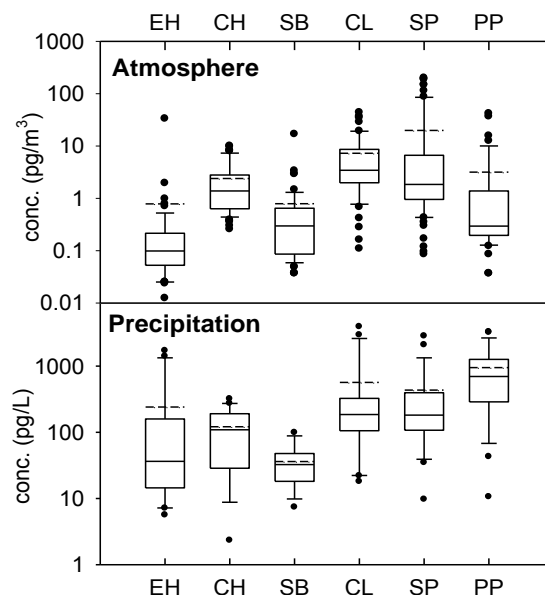 EH CH SB CL SP PP
1000
Atmosphere
100
10
1
0.1
0.01
conc. (pg/m³)
Precipitation
1000
100
10
1
conc. (pg/L)
EH CH SB CL SP PP